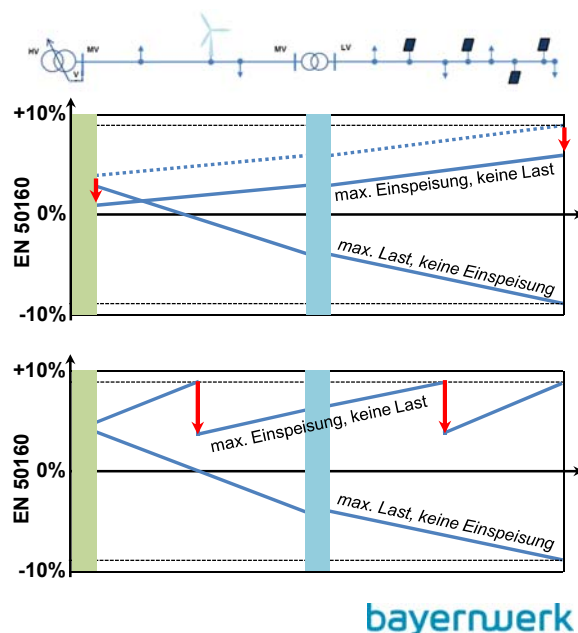 HV
MV
MV
LV
V
+10%
0%
-10%
EN 50160
max. Einspeisung, keine Last
max. Last, keine Einspeisung
+10%
0%
-10%
EN 50160
max. Einspeisung, keine Last
max. Last, keine Einspeisung
bayernwerk